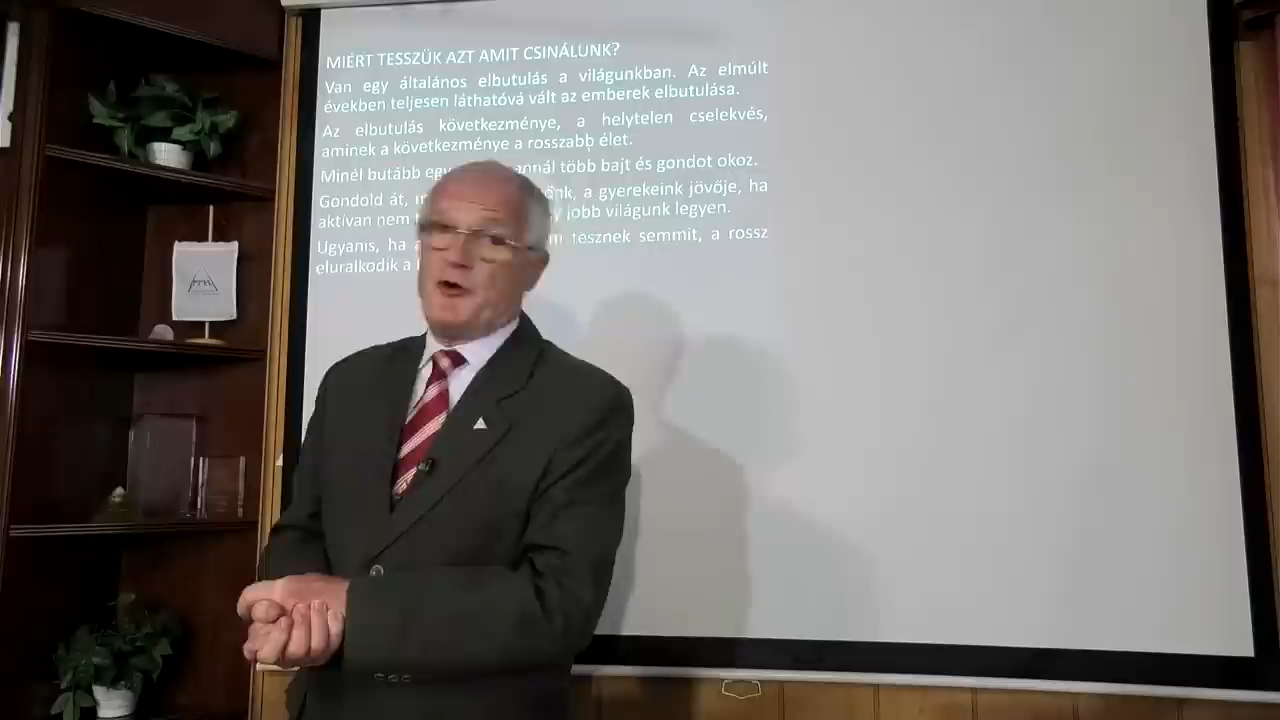 MIÉRT TESSZÜK AZT AMIT CSINÁLUNK?
Van egy általános elbutulás a világunkban. Az elmúlt
években teljesen láthatóvá vált az emberek elbutulása.
Az elbutulás következménye, a helytelen cselekvés,
aminek a következménye a rosszabb élet.
Minél butább annál több bajt és gondot okoz.
Gondold át, a gyerekeink jövője, ha
aktívan nem jobb világunk legyen.
Ugyanis, ha tesznek semmit, a rossz
eluralkodik a